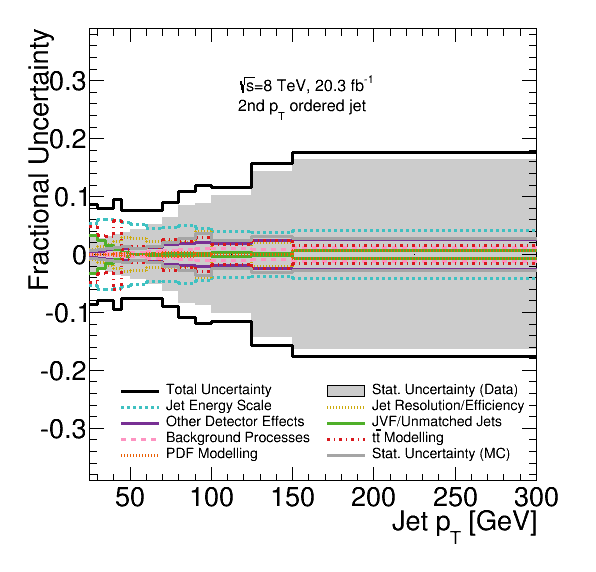 Fractional Uncertainty
0.3
0.2
0.1
0
-0.1
-0.2
-0.3
√s=8 TeV, 20.3 fb⁻¹
2nd p_T ordered jet
Total Uncertainty
Jet Energy Scale
Other Detector Effects
Background Processes
PDF Modelling
Stat. Uncertainty (Data)
Jet Resolution/Efficiency
JVF/Unmatched Jets
tt̄ Modelling
Stat. Uncertainty (MC)
50 100 150 200 250 300
Jet p_T [GeV]